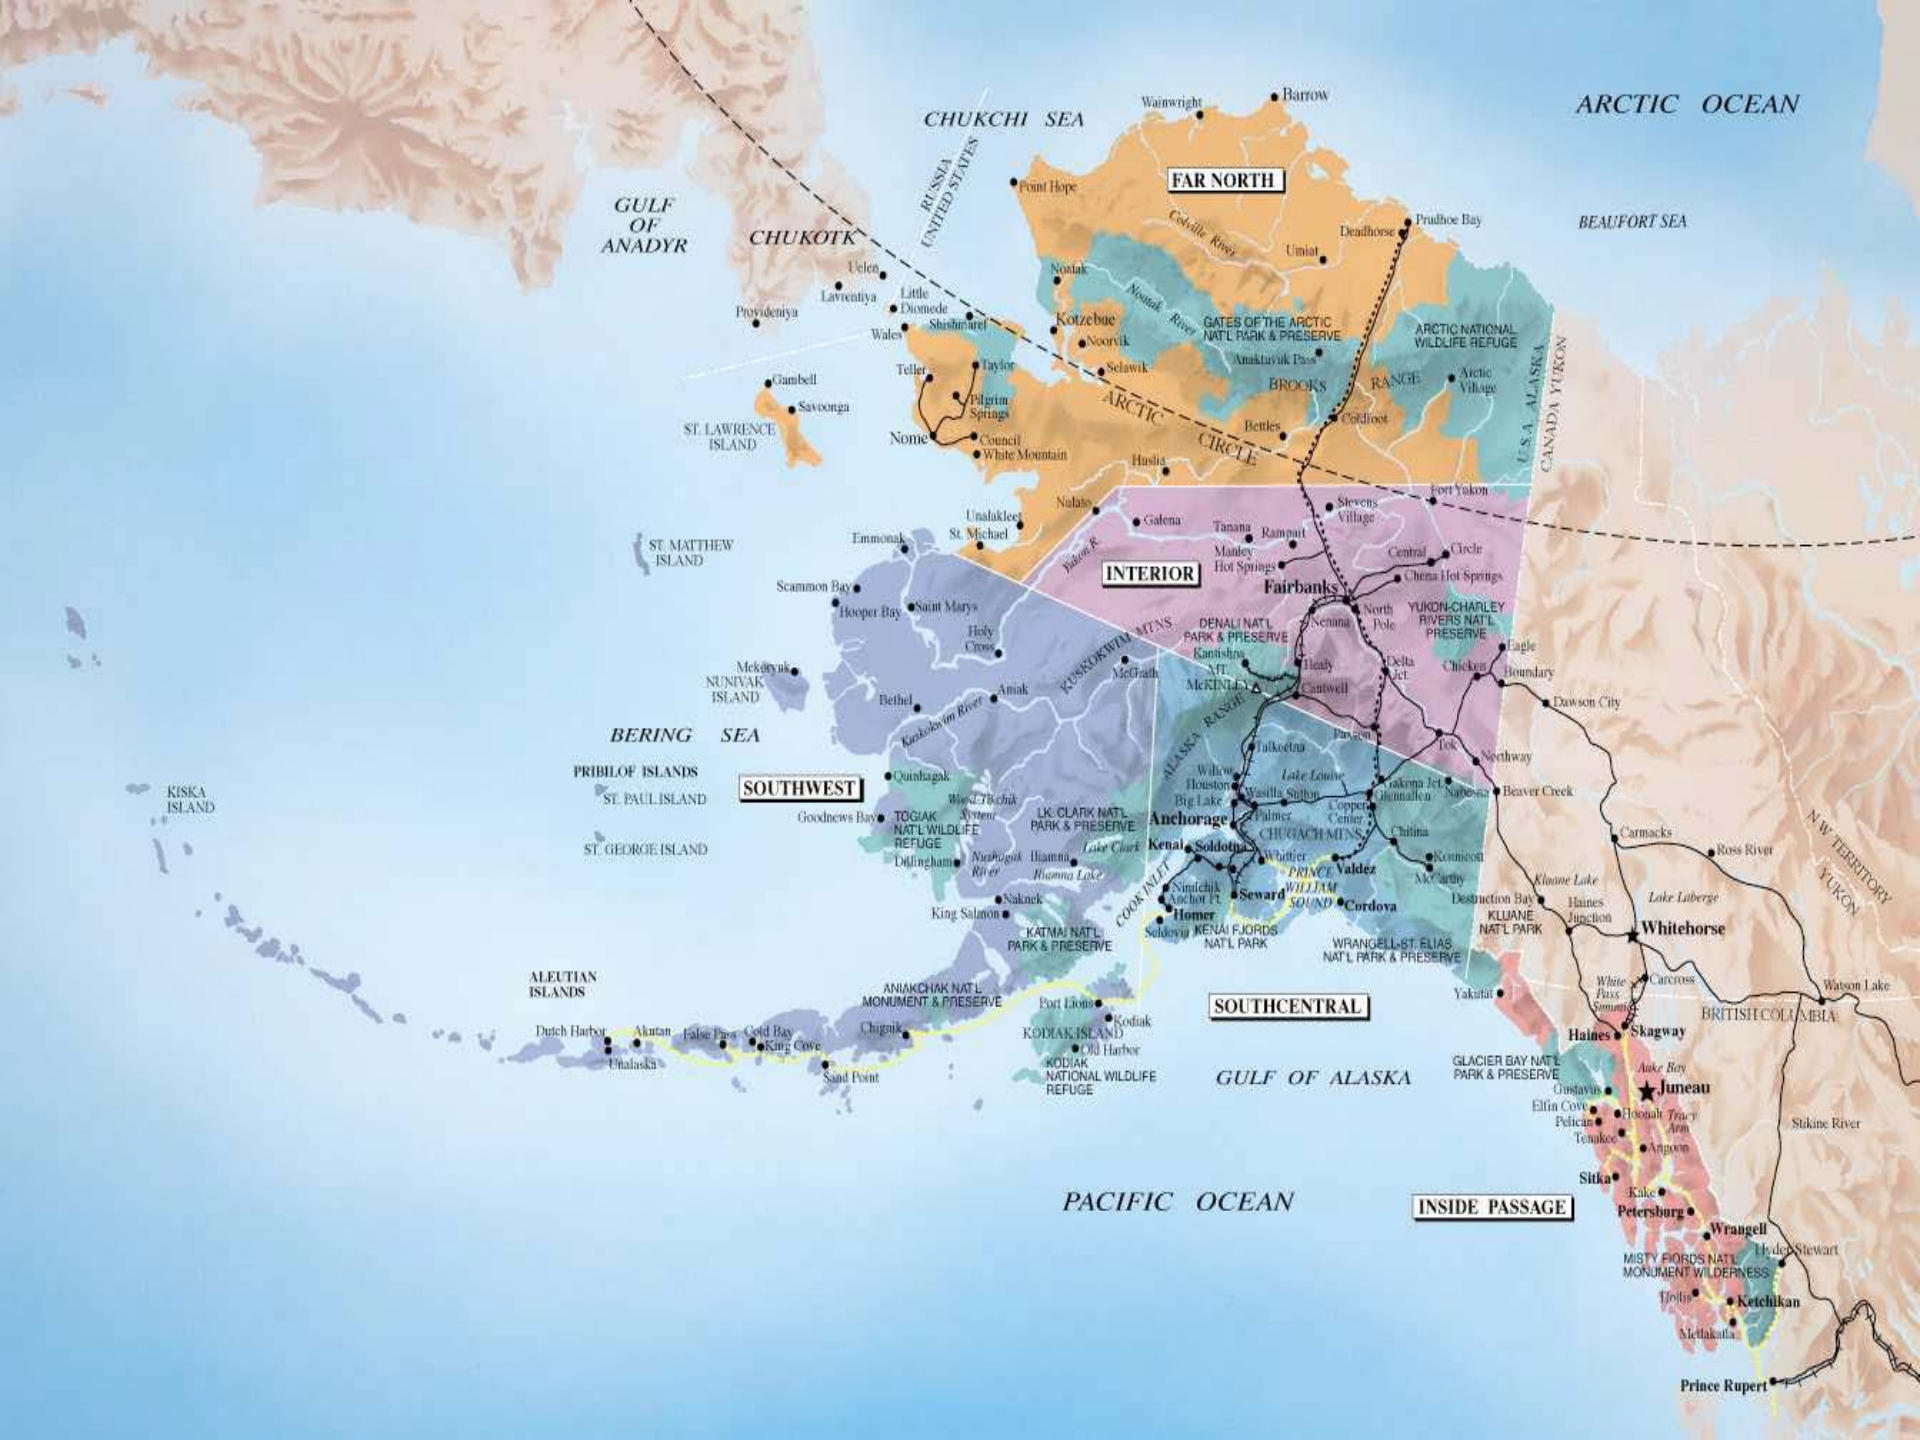 ARCTIC OCEAN
CHUKCHI SEA
Wainwright
Barrow
RUSSIA
UNITED STATES
Point Hope
FAR NORTH
GULF
OF
ANADYR
CHUKOTK
Colville River
Umiat
Deadhorse
Prudhoe Bay
BEAUFORT SEA
Uelen
Lavrentiya
Little
Diomede
Provideniya
Wales
Shishmaref
Noatak
Noatak River
Kotzebue
Noorvik
Selawik
GATES OF THE ARCTIC
NAT'L PARK & PRESERVE
Anaktuvuk Pass
ARCTIC NATIONAL
WILDLIFE REFUGE
BROOKS RANGE
Arctic
Village
U.S.A. ALASKA
CANADA YUKON
Gambell
Savoonga
ST. LAWRENCE
ISLAND
Teller
Taylor
Pilgrim
Springs
Nome
Council
White Mountain
ARCTIC CIRCLE
Bettles
Coldfoot
Huslia
Nulato
Unalakleet
St. Michael
Galena
Yukon R.
Stevens
Village
Fort Yukon
Tanana
Rampart
Manley
Hot Springs
Central
Circle
Chena Hot Springs
INTERIOR
Fairbanks
North
Pole
Nenana
YUKON-CHARLEY
RIVERS NAT'L
PRESERVE
ST. MATTHEW
ISLAND
Emmonak
Scammon Bay
Hooper Bay
Saint Marys
Holy
Cross
KUSKOKWIM MTNS
McGrath
DENALI NAT'L
PARK & PRESERVE
Kantishna
MT.
McKINLEY
Healy
Cantwell
Delta
Jct.
Eagle
Chicken
Boundary
Dawson City
Mekoryuk
NUNIVAK
ISLAND
Bethel
Aniak
Kuskokwim River
BERING SEA
ALASKA RANGE
Talkeetna
Paxson
Tok
Northway
PRIBILOF ISLANDS
ST. PAUL ISLAND
ST. GEORGE ISLAND
SOUTHWEST
Quinhagak
Goodnews Bay
TOGIAK
NAT'L WILDLIFE
REFUGE
Wood-Tikchik
System
Dillingham
Nushagak
River
LK. CLARK NAT'L
PARK & PRESERVE
Lake Clark
Iliamna
Iliamna Lake
Willow
Houston
Big Lake
Wasilla
Sutton
Palmer
Lake Louise
Gakona Jct.
Glennallen
Nabesna
Beaver Creek
Copper
Center
Anchorage
CHUGACH MTNS.
Chitina
Kenai
Soldotna
Whittier
Valdez
Kennicott
McCarthy
PRINCE
WILLIAM
SOUND
Seward
Cordova
COOK INLET
Ninilchik
Anchor Pt.
Homer
Seldovia
KENAI FJORDS
NAT'L PARK
WRANGELL-ST. ELIAS
NAT'L PARK & PRESERVE
KISKA
ISLAND
Naknek
King Salmon
KATMAI NAT'L
PARK & PRESERVE
Carmacks
Ross River
N W TERRITORY
YUKON
Kluane Lake
Destruction Bay
KLUANE
NAT'L PARK
Haines
Junction
Lake Laberge
Whitehorse
ALEUTIAN
ISLANDS
ANIAKCHAK NAT'L
MONUMENT & PRESERVE
Port Lions
Kodiak
KODIAK ISLAND
Old Harbor
KODIAK
NATIONAL WILDLIFE
REFUGE
SOUTHCENTRAL
Yakutat
White
Pass
Summit
Carcross
Watson Lake
BRITISH COLUMBIA
Dutch Harbor
Unalaska
Akutan
False Pass
Cold Bay
King Cove
Sand Point
Chignik
Haines
Skagway
GULF OF ALASKA
GLACIER BAY NAT'L
PARK & PRESERVE
Auke Bay
Juneau
Gustavus
Elfin Cove
Pelican
Hoonah
Tracy
Arm
Tenakee
Angoon
Stikine River
Sitka
Kake
PACIFIC OCEAN
INSIDE PASSAGE
Petersburg
Wrangell
Hyder
Stewart
MISTY FIORDS NAT'L
MONUMENT WILDERNESS
Hollis
Ketchikan
Metlakatla
Prince Rupert